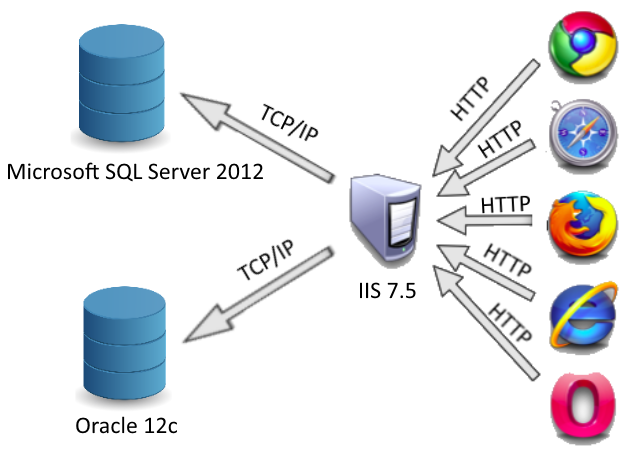 TCP/IP
Microsoft SQL Server 2012
TCP/IP
Oracle 12c
IIS 7.5
HTTP
HTTP
HTTP
HTTP
HTTP